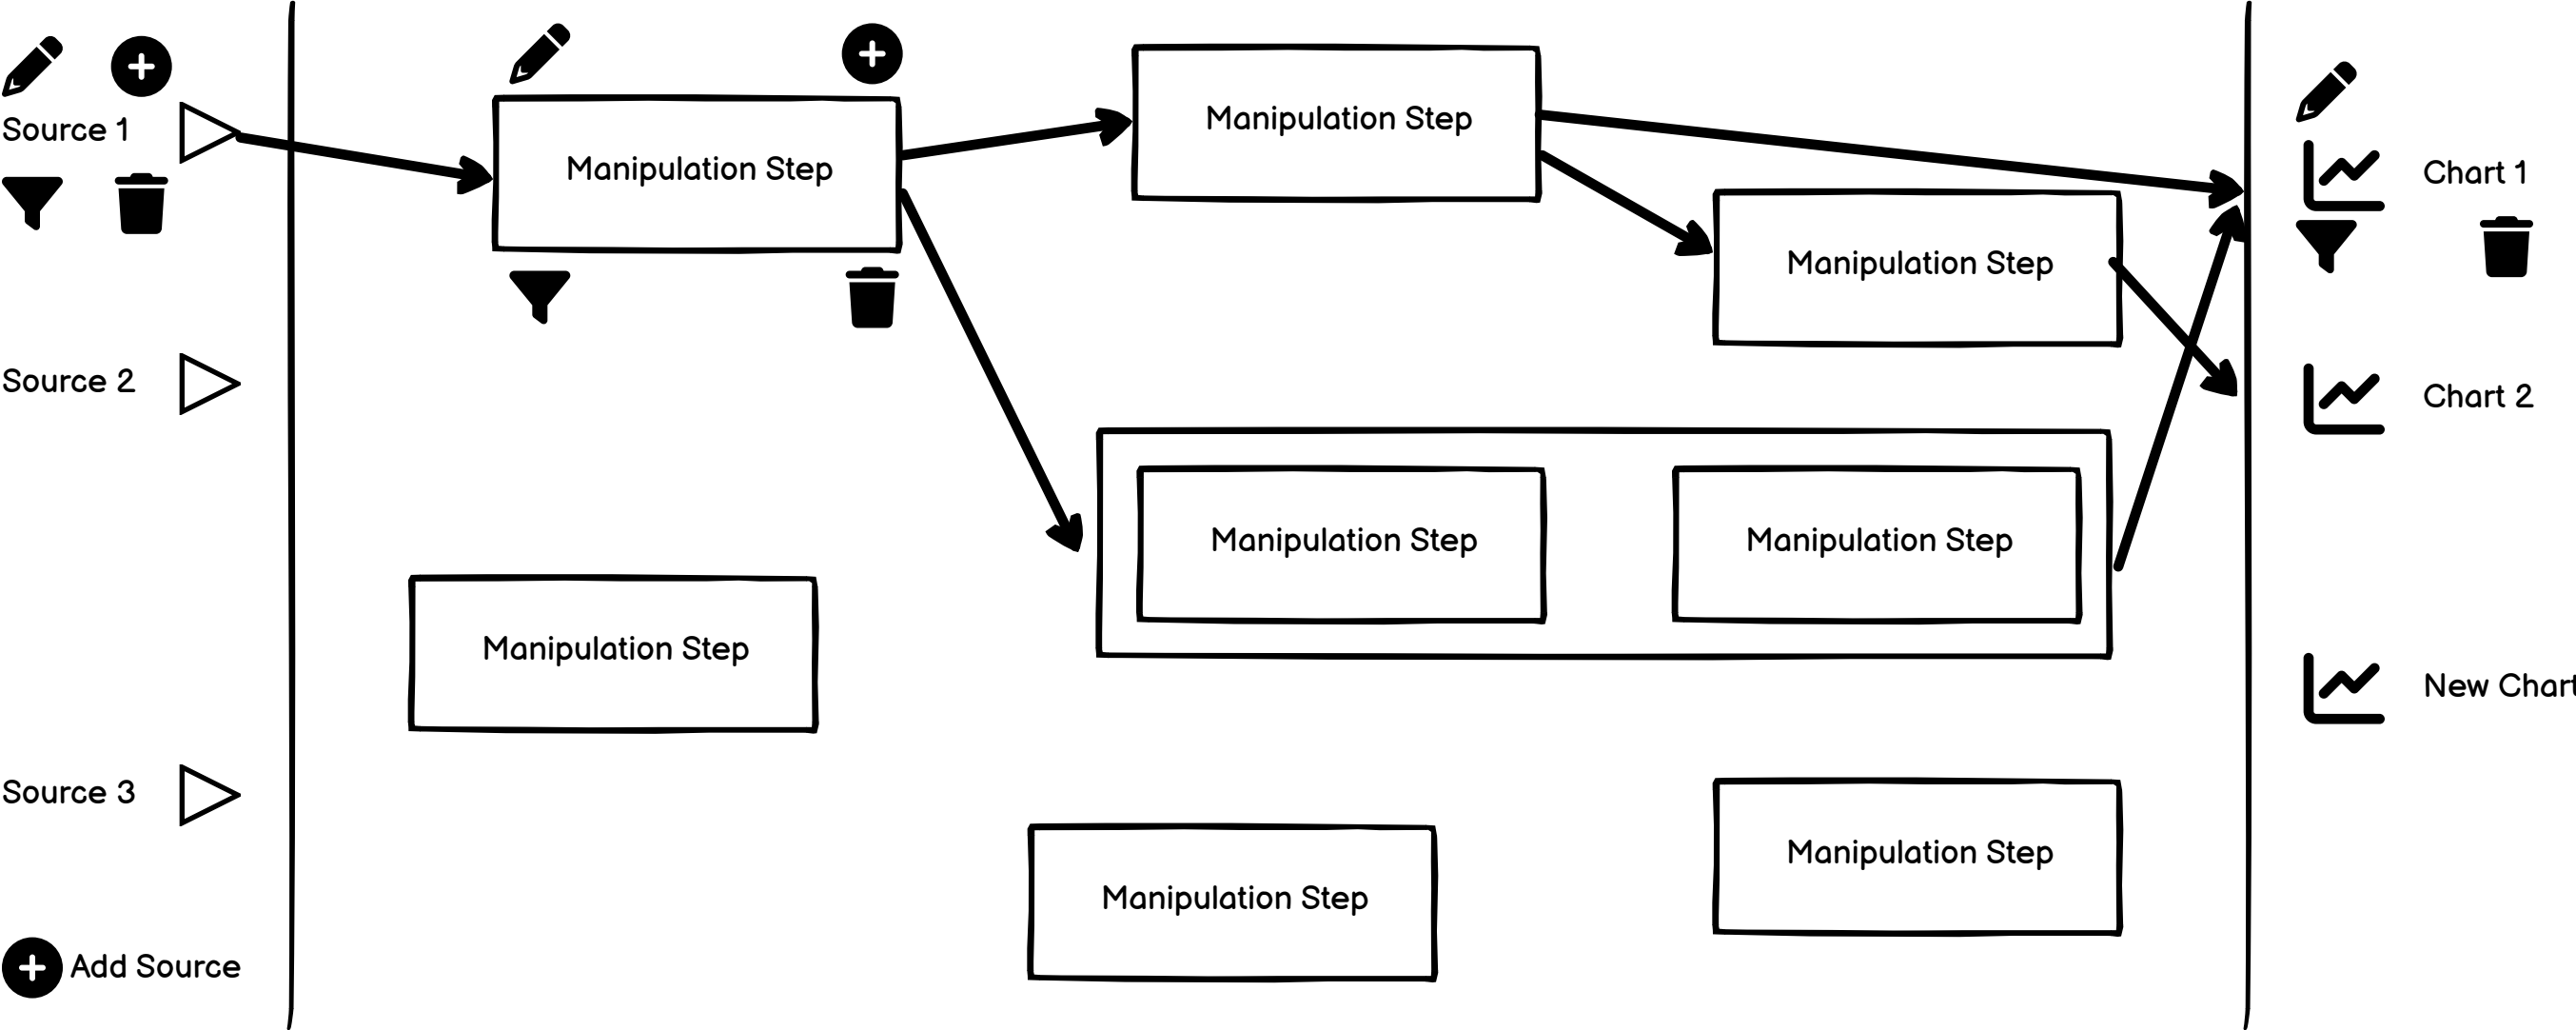 Source 1
Manipulation Step
Manipulation Step
Chart 1
Manipulation Step
Source 2
Chart 2
Manipulation Step
Manipulation Step
Manipulation Step
New Chart
Source 3
Manipulation Step
Manipulation Step
Add Source